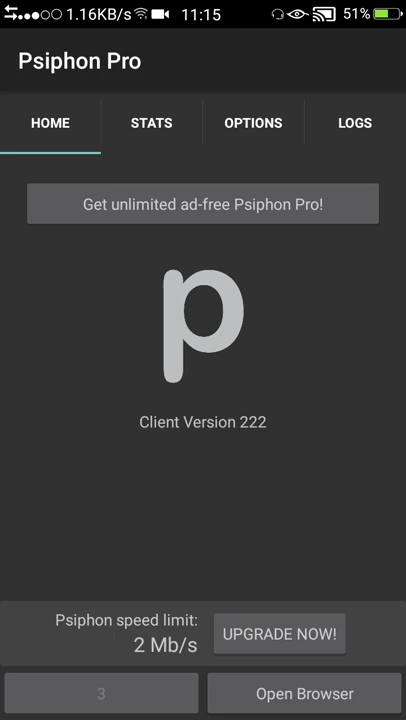 1.16KB/s 11:15 51%
Psiphon Pro
HOME STATS OPTIONS LOGS
Get unlimited ad-free Psiphon Pro!
p
Client Version 222
Psiphon speed limit:
2 Mb/s
UPGRADE NOW!
3 Open Browser